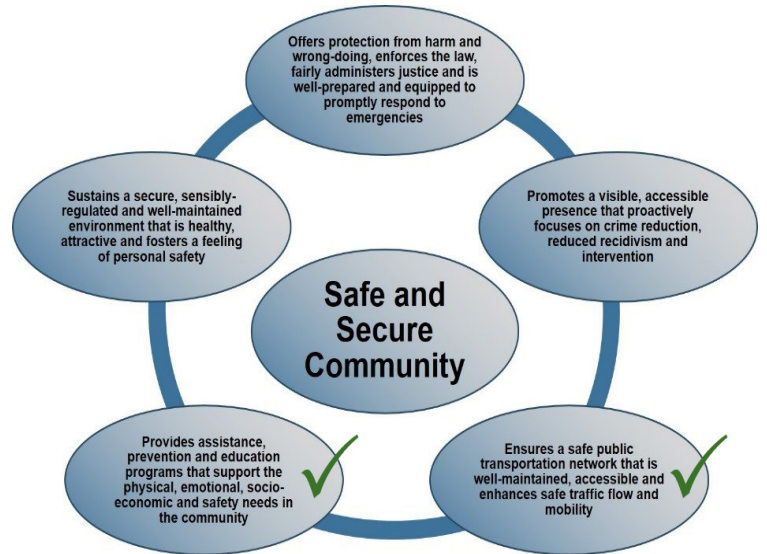 Offers protection from harm and
wrong-doing, enforces the law,
fairly administers justice and is
well-prepared and equipped to
promptly respond to
emergencies
Sustains a secure, sensibly-
regulated and well-maintained
environment that is healthy,
attractive and fosters a feeling
of personal safety
Promotes a visible, accessible
presence that proactively
focuses on crime reduction,
reduced recidivism and
intervention
Safe and
Secure
Community
Provides assistance,
prevention and education
programs that support the
physical, emotional, socio-
economic and safety needs in
the community
Ensures a safe public
transportation network that is
well-maintained, accessible and
enhances safe traffic flow and
mobility